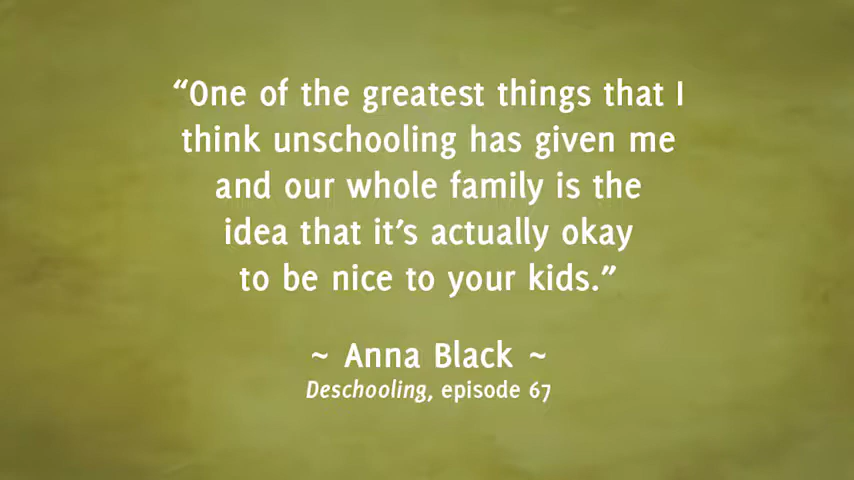 “One of the greatest things that I
think unschooling has given me
and our whole family is the
idea that it’s actually okay
to be nice to your kids.”
~ Anna Black ~
Deschooling, episode 67